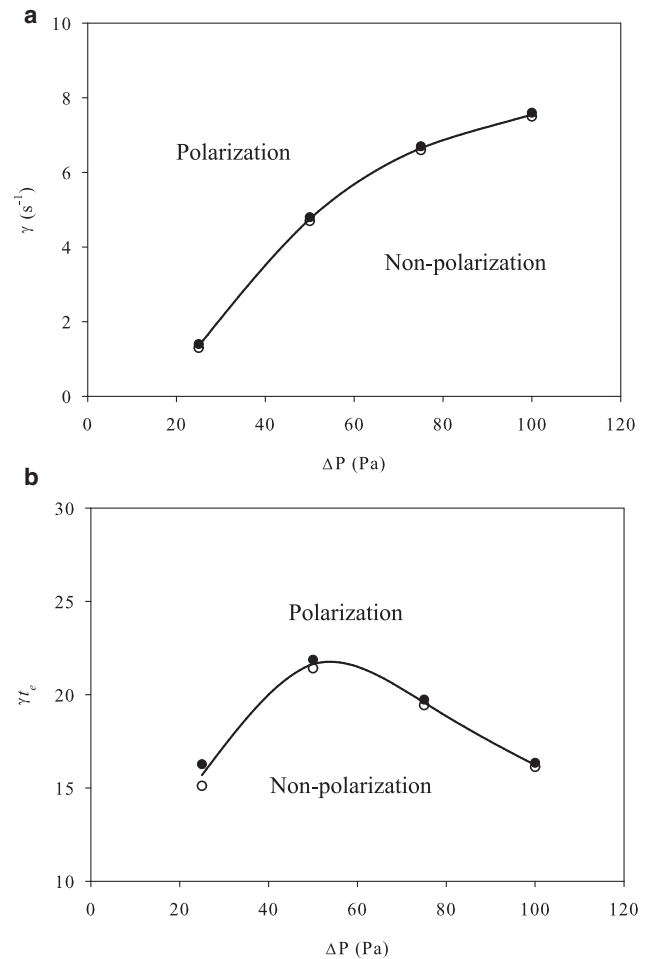 a
10
8
6
4
2
0
γ (s⁻¹)
Polarization
Non-polarization
0 20 40 60 80 100 120
ΔP (Pa)
b
30
25
20
15
10
γtₑ
Polarization
Non-polarization
0 20 40 60 80 100 120
ΔP (Pa)